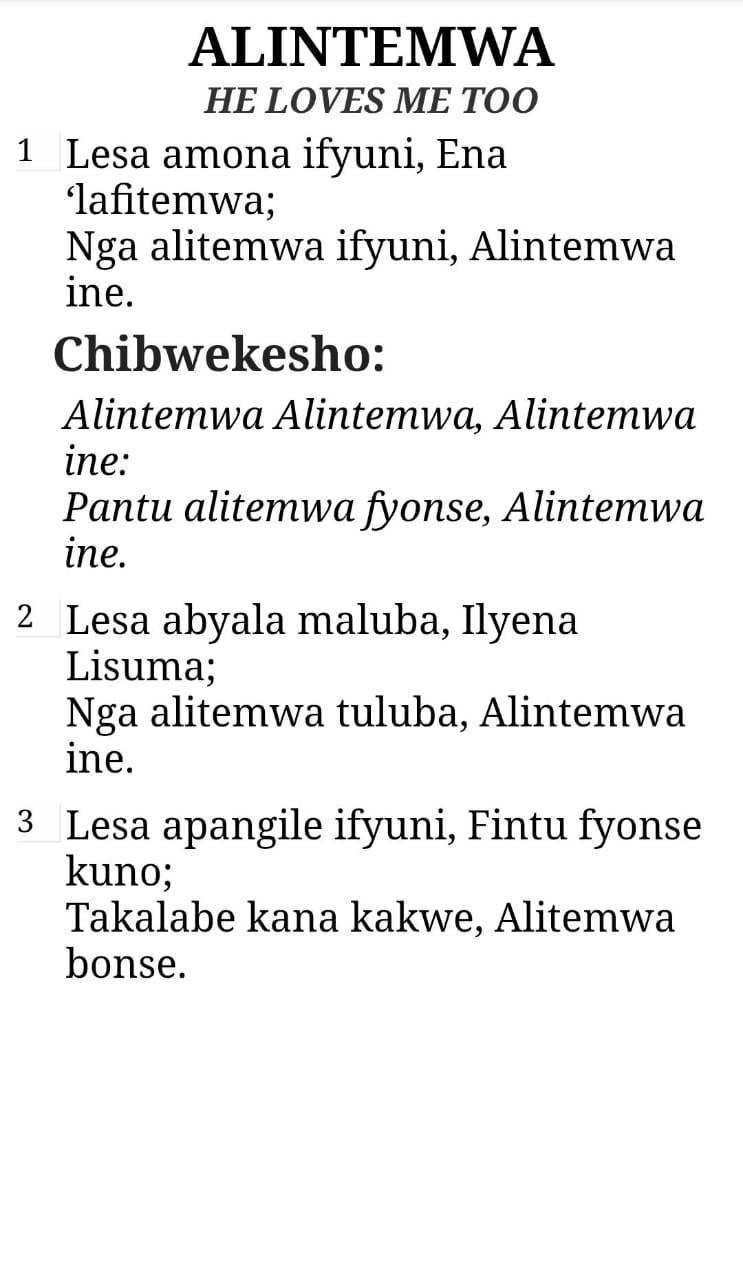 ALINTEMWA
HE LOVES ME TOO
1 Lesa amona ifyuni, Ena
‘lafitemwa;
Nga alitemwa ifyuni, Alintemwa
ine.
Chibwekesho:
Alintemwa Alintemwa, Alintemwa
ine:
Pantu alitemwa fyonse, Alintemwa
ine.
2 Lesa abyala maluba, Ilyena
Lisuma;
Nga alitemwa tuluba, Alintemwa
ine.
3 Lesa apangile ifyuni, Fintu fyonse
kuno;
Takalabe kana kakwe, Alitemwa
bonse.